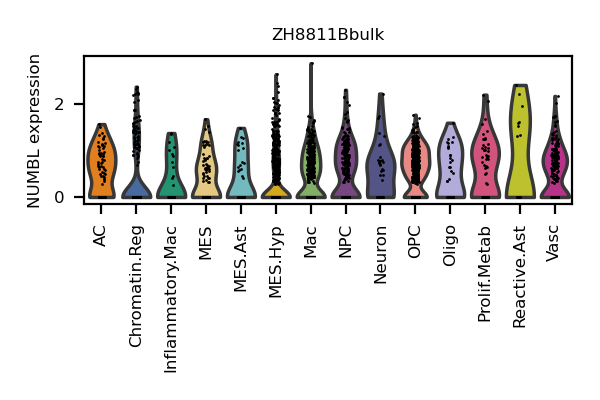 ZH8811Bbulk
NUMBL expression
2
0
AC
Chromatin.Reg
Inflammatory.Mac
MES
MES.Ast
MES.Hyp
Mac
NPC
Neuron
OPC
Oligo
Prolif.Metab
Reactive.Ast
Vasc